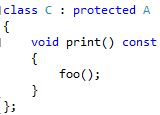 class C : protected A
{
    void print() const
    {
        foo();
    }
};